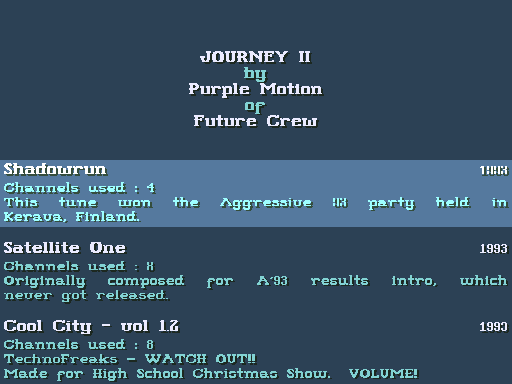 JOURNEY II
by
Purple Motion
of
Future Crew
Shadowrun 1993
Channels used : 4
This tune won the Aggressive 93 party held in
Kerava, Finland.
Satellite One 1993
Channels used : 8
Originally composed for A'93 results intro, which
never got released.
Cool City - vol 1.2 1993
Channels used : 8
TechnoFreaks - WATCH OUT!!
Made for High School Christmas Show. VOLUME!